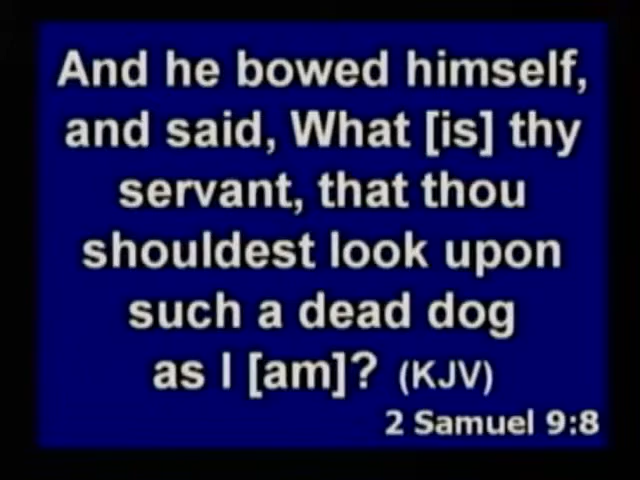 And he bowed himself,
and said, What [is] thy
servant, that thou
shouldest look upon
such a dead dog
as I [am]? (KJV)
2 Samuel 9:8